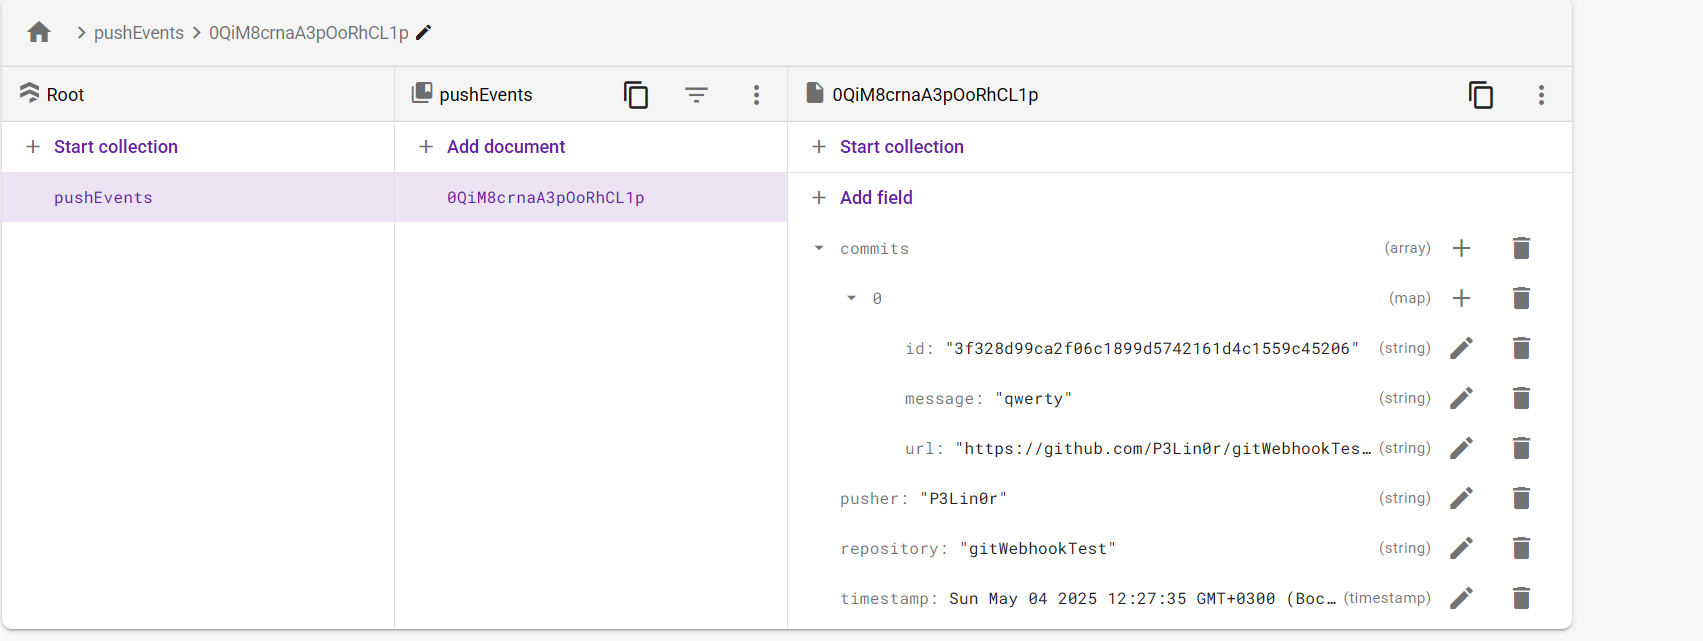 pushEvents 0QiM8crnaA3pOoRhCL1p
Root
pushEvents
0QiM8crnaA3pOoRhCL1p
Start collection
Add document
Start collection
pushEvents
0QiM8crnaA3pOoRhCL1p
Add field
commits (array)
0 (map)
id: "3f328d99ca2f06c1899d5742161d4c1559c45206" (string)
message: "qwerty" (string)
url: "https://github.com/P3Lin0r/gitWebhookTes… (string)
pusher: "P3Lin0r" (string)
repository: "gitWebhookTest" (string)
timestamp: Sun May 04 2025 12:27:35 GMT+0300 (Вос… (timestamp)